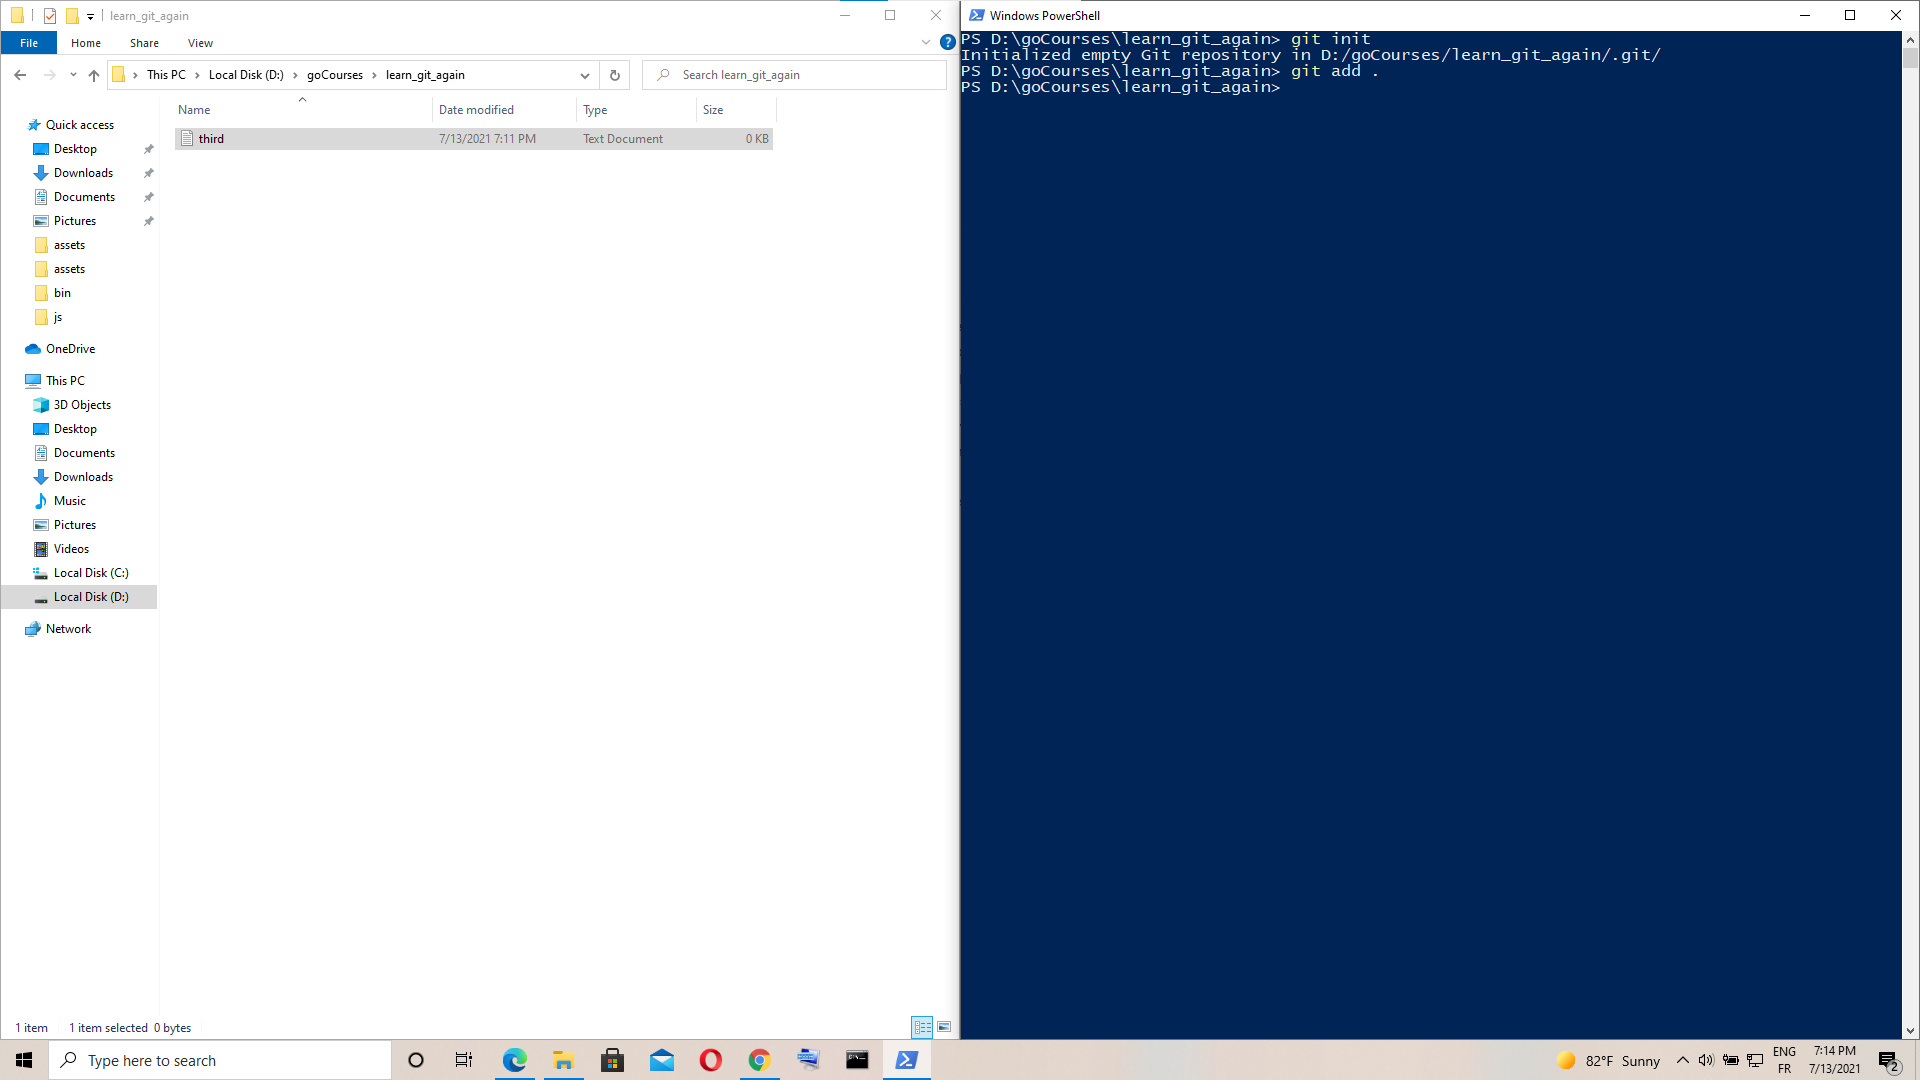 learn_git_again
File Home Share View
This PC Local Disk (D:) goCourses learn_git_again
Search learn_git_again
Name Date modified Type Size
third 7/13/2021 7:11 PM Text Document 0 KB
Quick access
Desktop
Downloads
Documents
Pictures
assets
assets
bin
js
OneDrive
This PC
3D Objects
Desktop
Documents
Downloads
Music
Pictures
Videos
Local Disk (C:)
Local Disk (D:)
Network
1 item 1 item selected 0 bytes
Windows PowerShell
PS D:\goCourses\learn_git_again> git init
Initialized empty Git repository in D:/goCourses/learn_git_again/.git/
PS D:\goCourses\learn_git_again> git add .
PS D:\goCourses\learn_git_again>
Type here to search
82°F Sunny
ENG
FR
7:14 PM
7/13/2021
2